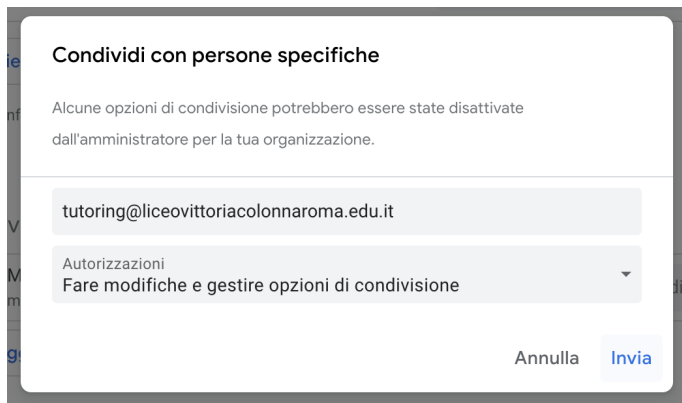 Condividi con persone specifiche
Alcune opzioni di condivisione potrebbero essere state disattivate
dall'amministratore per la tua organizzazione.
tutoring@liceovittoriacolonnaroma.edu.it
Autorizzazioni
Fare modifiche e gestire opzioni di condivisione
Annulla Invia